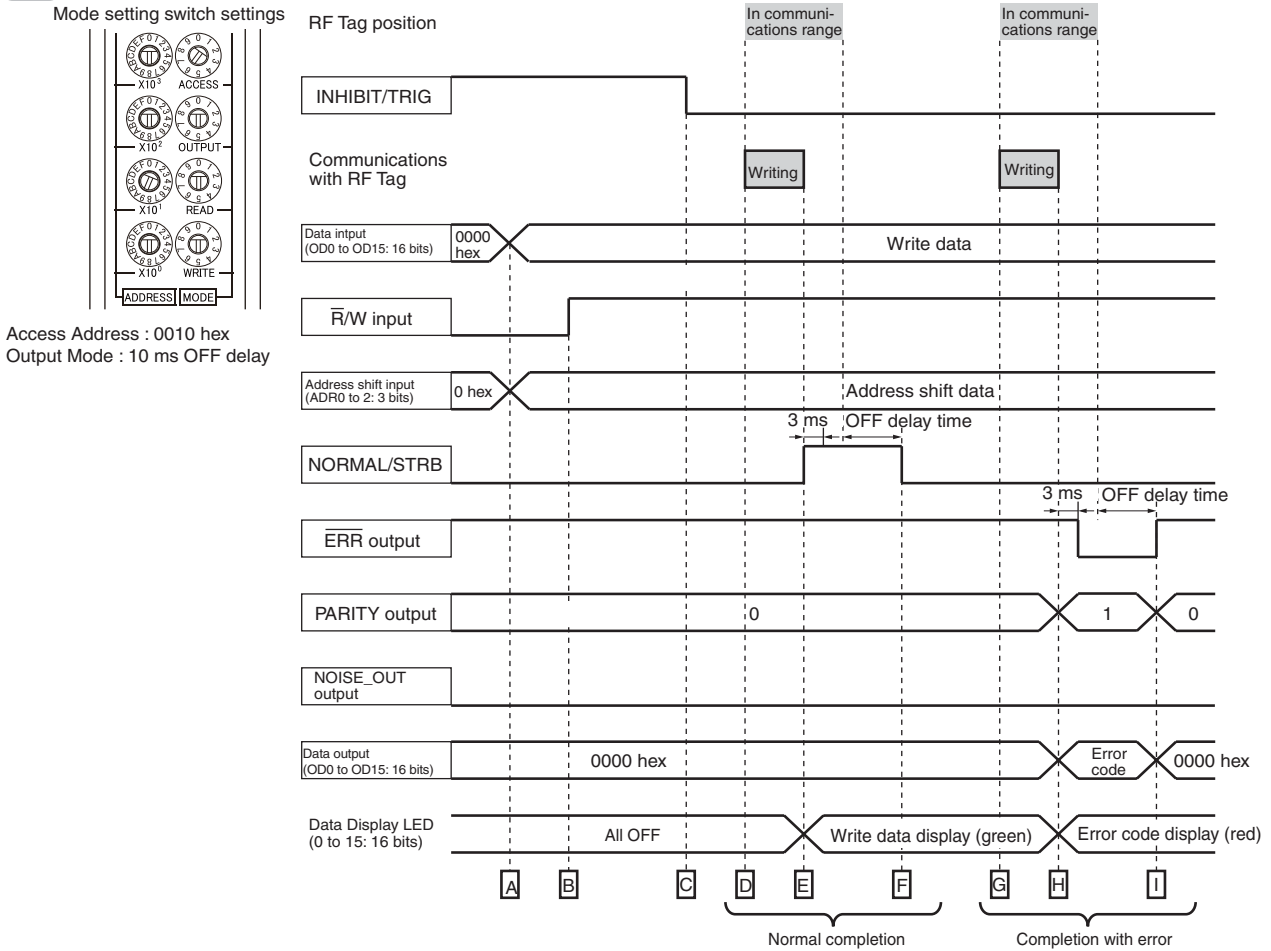 Mode setting switch settings
X10³ ACCESS
X10² OUTPUT
X10¹ READ
X10⁰ WRITE
ADDRESS MODE
Access Address : 0010 hex
Output Mode : 10 ms OFF delay
RF Tag position
In communi-
cations range
In communi-
cations range
INHIBIT/TRIG
Communications
with RF Tag
Writing
Writing
Data intput
(OD0 to OD15: 16 bits)
0000
hex
Write data
R/W input
Address shift input
(ADR0 to 2: 3 bits)
0 hex
Address shift data
3 ms OFF delay time
NORMAL/STRB
3 ms OFF delay time
ERR output
PARITY output
0
1
0
NOISE_OUT
output
Data output
(OD0 to OD15: 16 bits)
0000 hex
Error
code
0000 hex
Data Display LED
(0 to 15: 16 bits)
All OFF
Write data display (green)
Error code display (red)
A B C D E F G H I
Normal completion
Completion with error